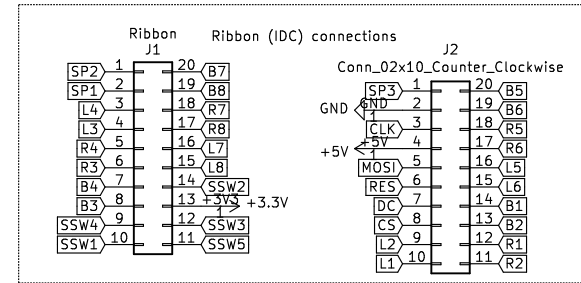 Ribbon
Ribbon (IDC) connections
J1
J2
Conn_02x10_Counter_Clockwise
SP2 1 20 B7
SP1 2 19 B8
L4 3 18 R7
L3 4 17 R8
R4 5 16 L7
R3 6 15 L8
B4 7 14 SSW2
B3 8 13 +3V3 1 +3.3V
SSW4 9 12 SSW3
SSW1 10 11 SSW5
SP3 1 20 B5
GND GND 1 2 19 B6
CLK 3 18 R5
+5V +5V 1 4 17 R6
MOSI 5 16 L5
RES 6 15 L6
DC 7 14 B1
CS 8 13 B2
L2 9 12 R1
L1 10 11 R2